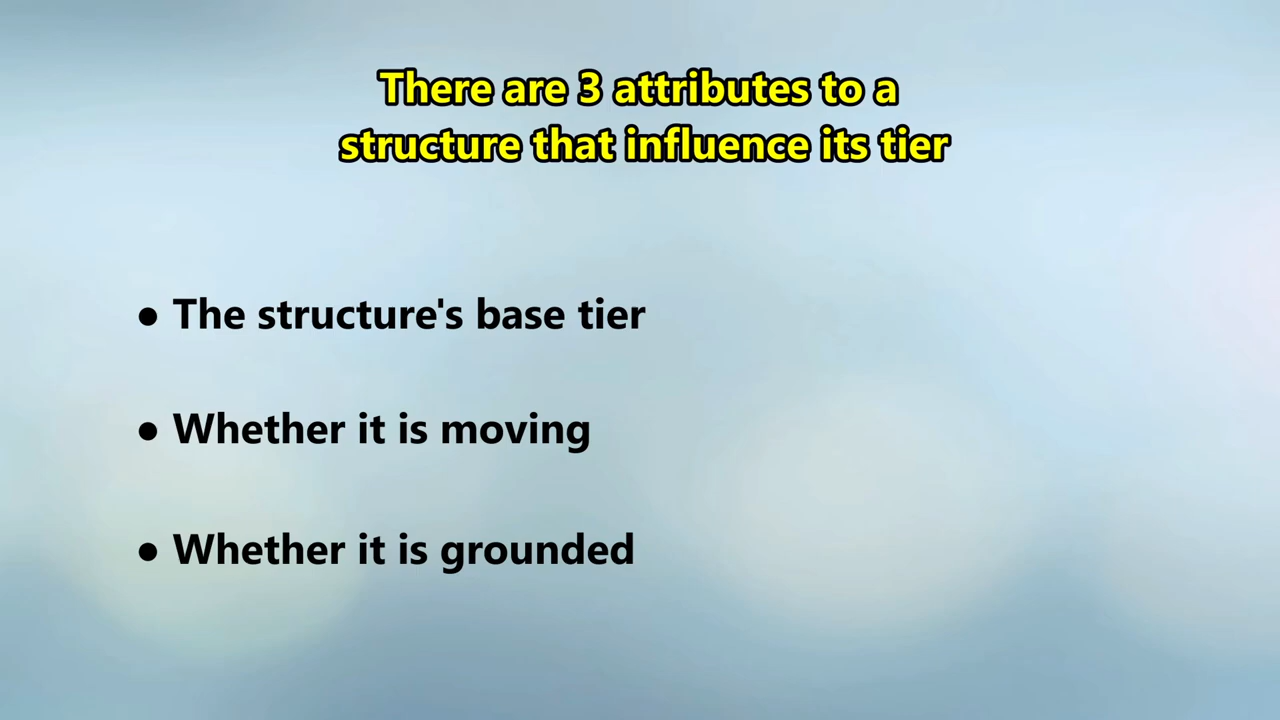 There are 3 attributes to a
structure that influence its tier
● The structure's base tier
● Whether it is moving
● Whether it is grounded